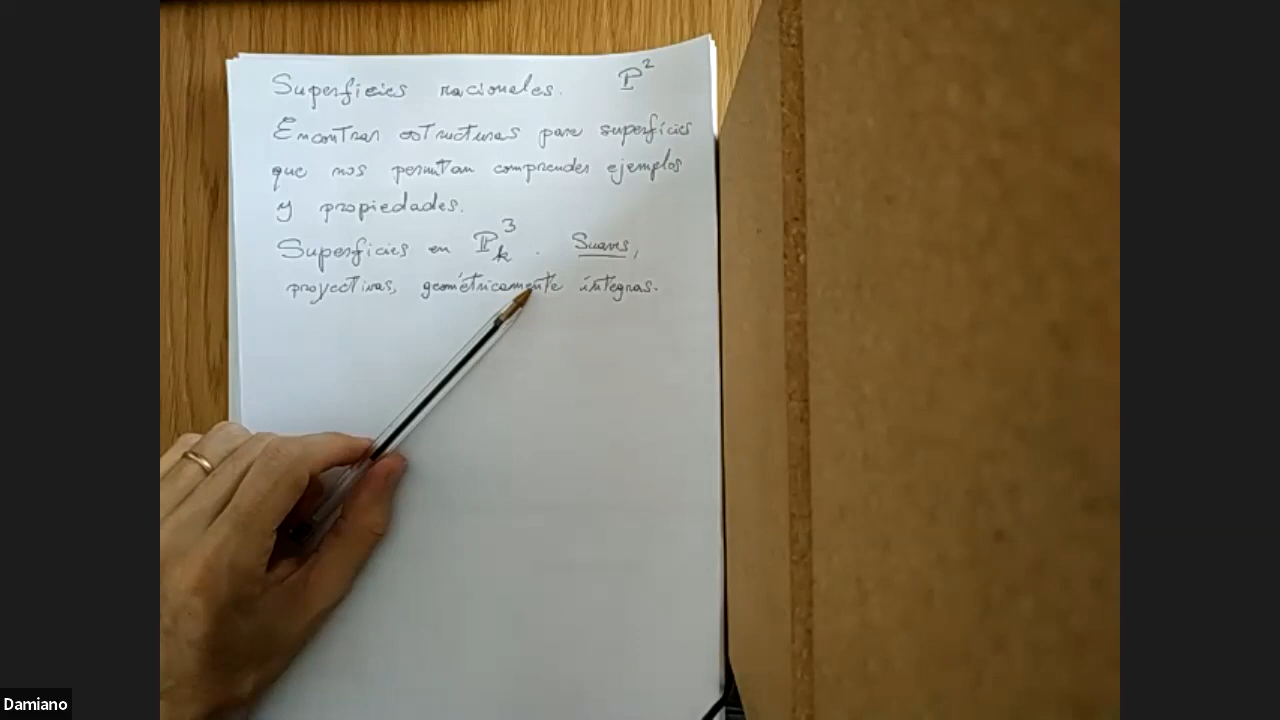 Superficies racionales. ℙ²
Encontrar estructuras para superficies
que nos permitan comprender ejemplos
y propiedades.
Superficies en ℙ³ₖ. Suaves,
proyectivas, geométricamente íntegras.
Damiano